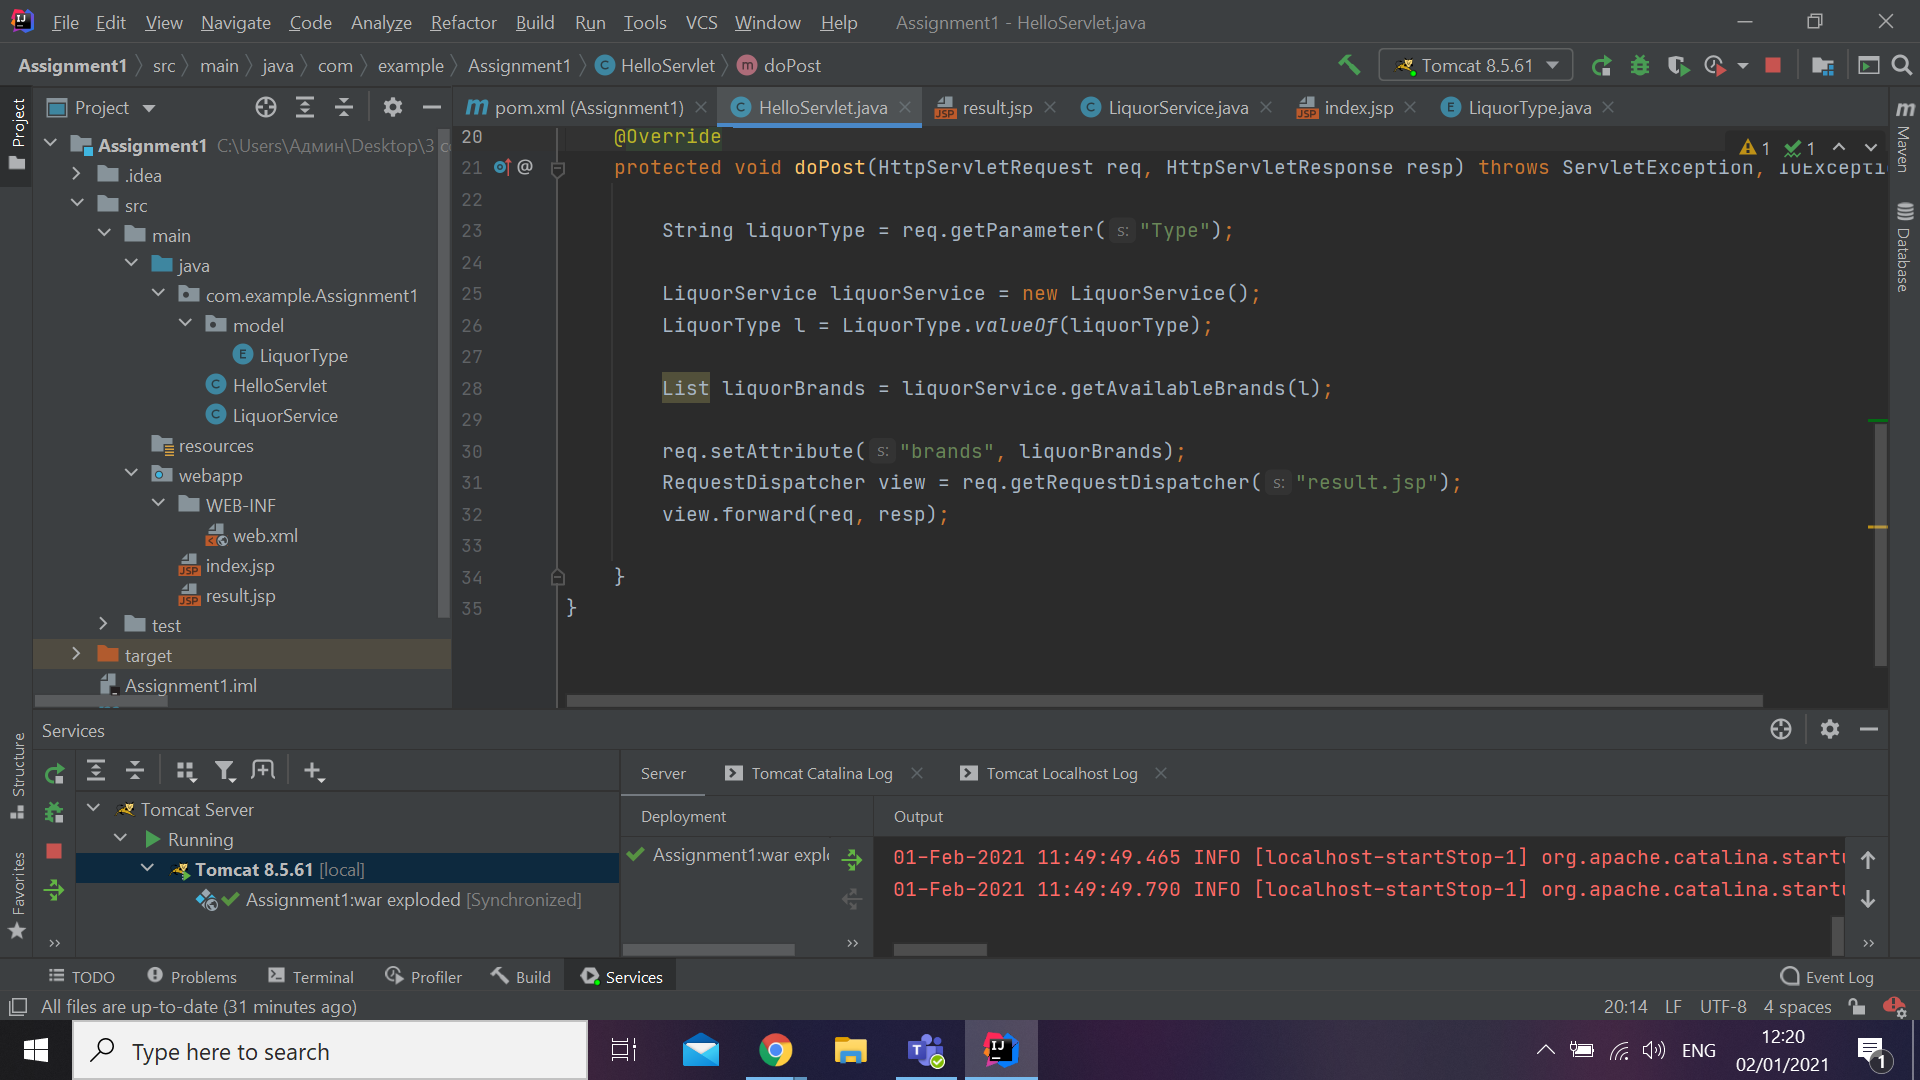 File Edit View Navigate Code Analyze Refactor Build Run Tools VCS Window Help Assignment1 - HelloServlet.java
Assignment1 src main java com example Assignment1 HelloServlet doPost Tomcat 8.5.61
Project
pom.xml (Assignment1) HelloServlet.java result.jsp LiquorService.java index.jsp LiquorType.java
Project
Assignment1 C:\Users\Админ\Desktop\3
.idea
src
main
java
com.example.Assignment1
model
LiquorType
HelloServlet
LiquorService
resources
webapp
WEB-INF
web.xml
index.jsp
result.jsp
test
target
Assignment1.iml
20 @Override
21 protected void doPost(HttpServletRequest req, HttpServletResponse resp) throws ServletException, IOExcepti
22
23 String liquorType = req.getParameter( s: "Type");
24
25 LiquorService liquorService = new LiquorService();
26 LiquorType l = LiquorType.valueOf(liquorType);
27
28 List liquorBrands = liquorService.getAvailableBrands(l);
29
30 req.setAttribute( s: "brands", liquorBrands);
31 RequestDispatcher view = req.getRequestDispatcher( s: "result.jsp");
32 view.forward(req, resp);
33
34 }
35 }
1 1
Maven
Database
Structure
Favorites
Services
Tomcat Server
Running
Tomcat 8.5.61 [local]
Assignment1:war exploded [Synchronized]
Server Tomcat Catalina Log Tomcat Localhost Log
Deployment Output
Assignment1:war explo
01-Feb-2021 11:49:49.465 INFO [localhost-startStop-1] org.apache.catalina.startu
01-Feb-2021 11:49:49.790 INFO [localhost-startStop-1] org.apache.catalina.startu
TODO Problems Terminal Profiler Build Services Event Log
All files are up-to-date (31 minutes ago) 20:14 LF UTF-8 4 spaces
Type here to search
ENG
12:20
02/01/2021
1